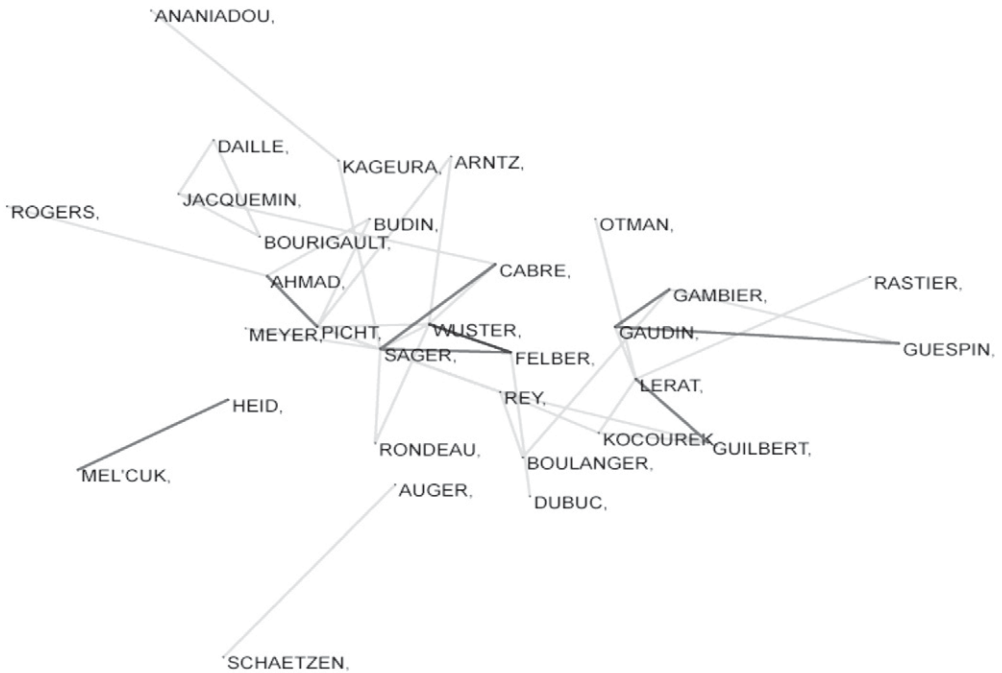 ANANIADOU,
DAILLE,
KAGEURA,
ARNTZ,
JACQUEMIN,
ROGERS,
BUDIN,
OTMAN,
BOURIGAULT,
CABRE,
AHMAD,
RASTIER,
GAMBIER,
MEYER,
PICHT,
WUSTER,
GAUDIN,
GUESPIN,
SAGER,
FELBER,
LERAT,
REY,
HEID,
KOCOUREK
GUILBERT,
RONDEAU,
BOULANGER,
MEL'CUK,
AUGER,
DUBUC,
SCHAETZEN,